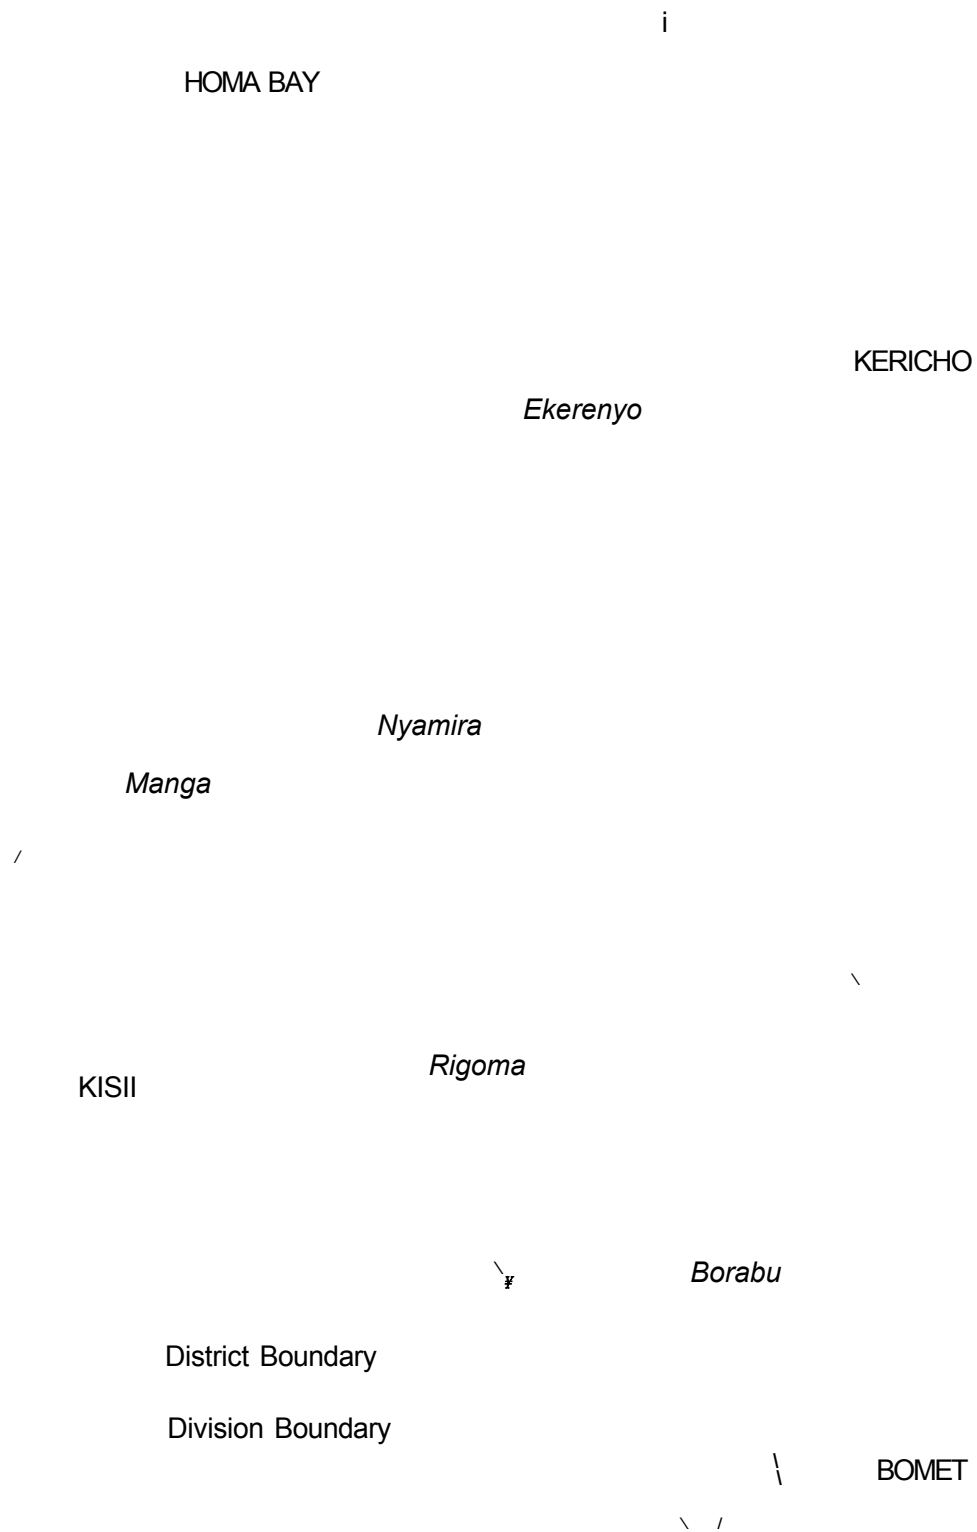 i
HOMA BAY
KERICHO
Ekerenyo
Nyamira
Manga
/
\
Rigoma
KISII
\
¥
Borabu
District Boundary
Division Boundary
\
\
BOMET
\ /